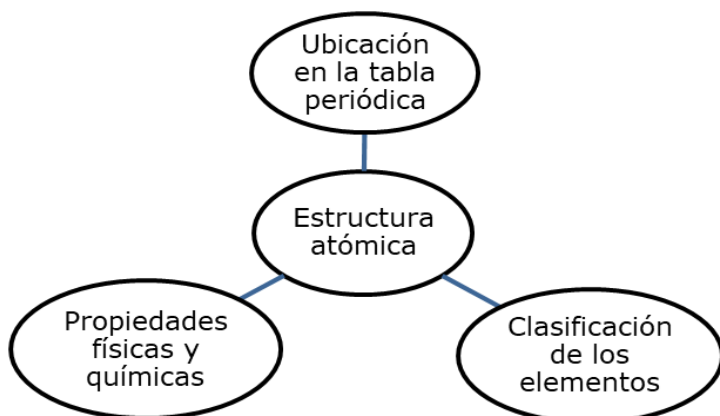 Ubicación
en la tabla
periódica
Estructura
atómica
Propiedades
físicas y
químicas
Clasificación
de los
elementos